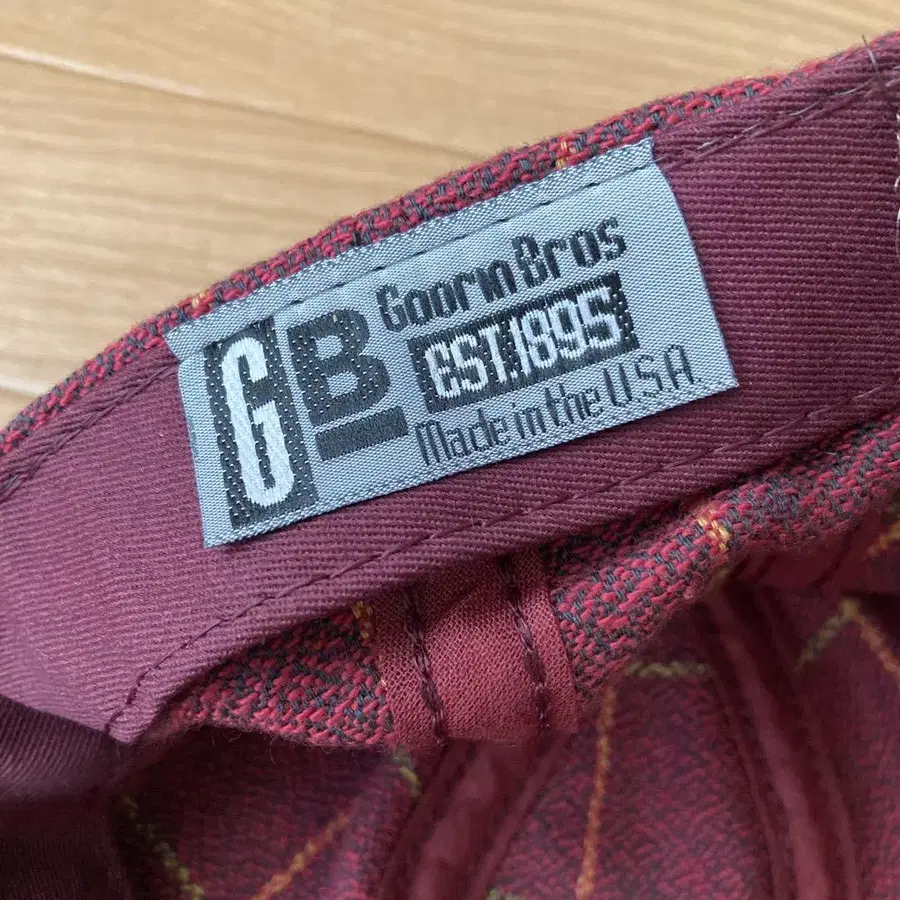 GB
Goorin Bros
EST.1895
Made in the U.S.A.